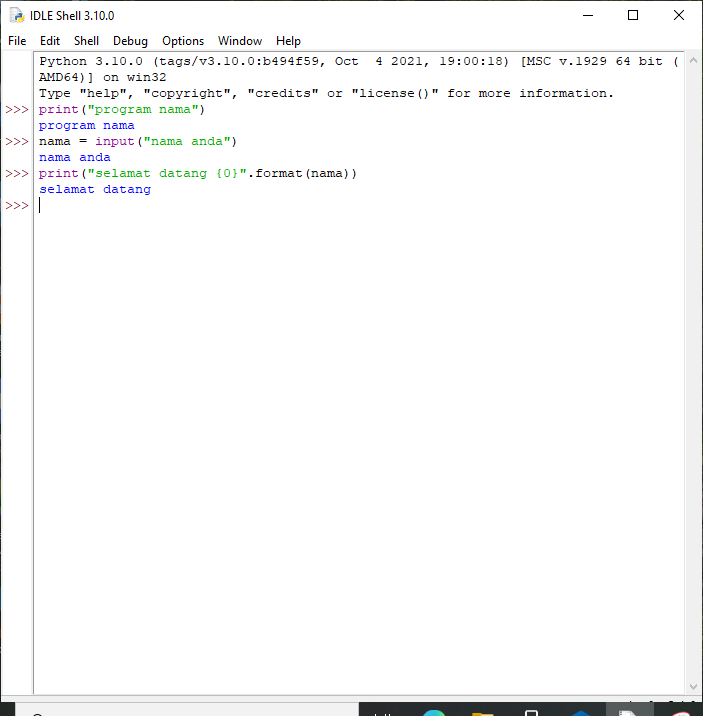 IDLE Shell 3.10.0
File Edit Shell Debug Options Window Help
Python 3.10.0 (tags/v3.10.0:b494f59, Oct  4 2021, 19:00:18) [MSC v.1929 64 bit (
AMD64)] on win32
Type "help", "copyright", "credits" or "license()" for more information.
>>> print("program nama")
program nama
>>> nama = input("nama anda")
nama anda
>>> print("selamat datang {0}".format(nama))
selamat datang
>>>